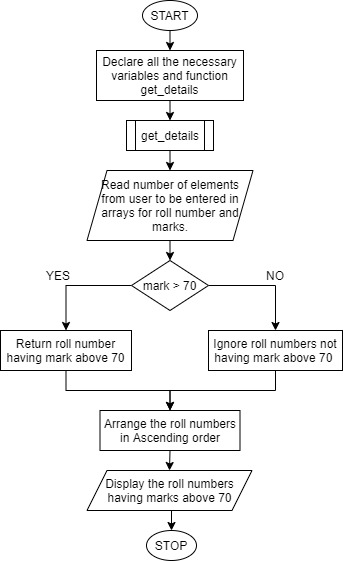 START
Declare all the necessary
variables and function
get_details
get_details
Read number of elements
from user to be entered in
arrays for roll number and
marks.
mark > 70
YES
NO
Return roll number
having mark above 70
Ignore roll numbers not
having mark above 70
Arrange the roll numbers
in Ascending order
Display the roll numbers
having marks above 70
STOP